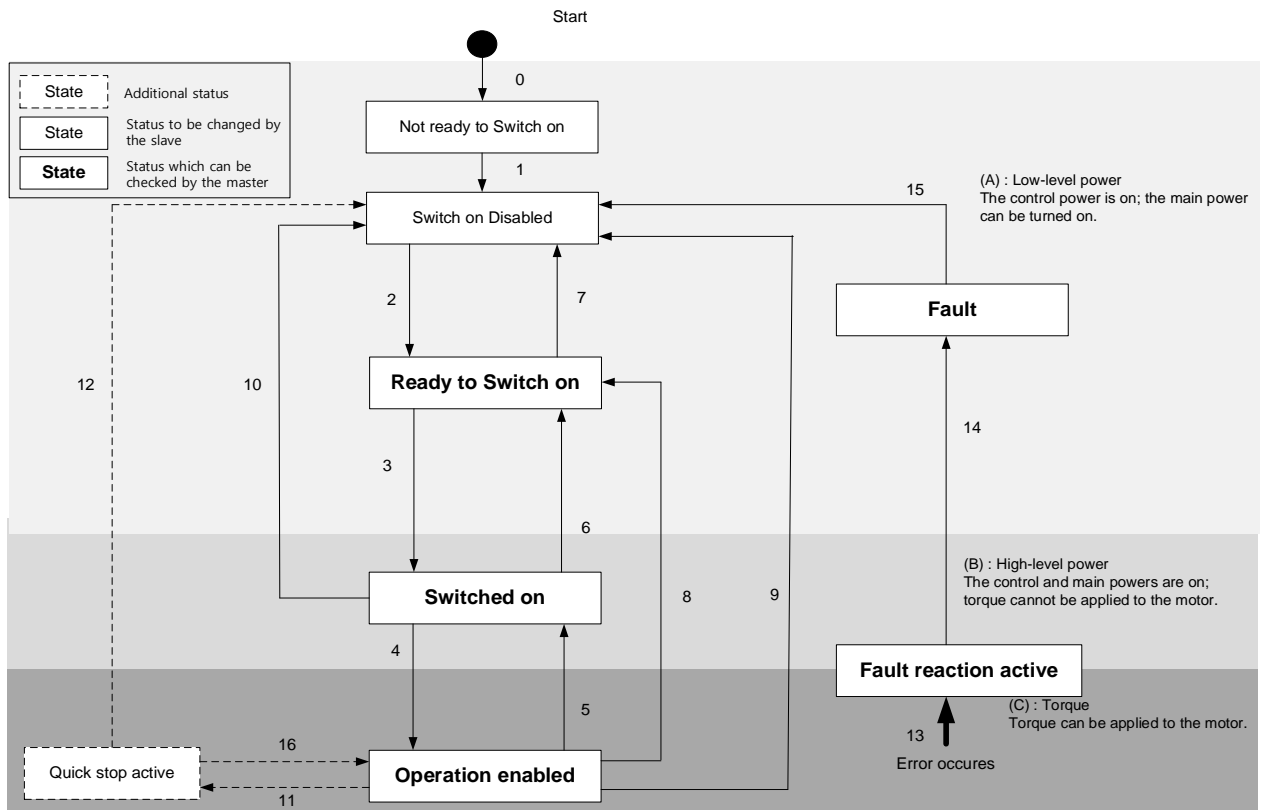 Start
0
State
Additional status
State
Status to be changed by
the slave
State
Status which can be
checked by the master
Not ready to Switch on
1
15
(A) : Low-level power
The control power is on; the main power
can be turned on.
Switch on Disabled
2
7
Fault
12
10
Ready to Switch on
14
3
6
(B) : High-level power
The control and main powers are on;
torque cannot be applied to the motor.
Switched on
8
9
4
Fault reaction active
5
(C) : Torque
Torque can be applied to the motor.
13
16
Error occures
Quick stop active
Operation enabled
11